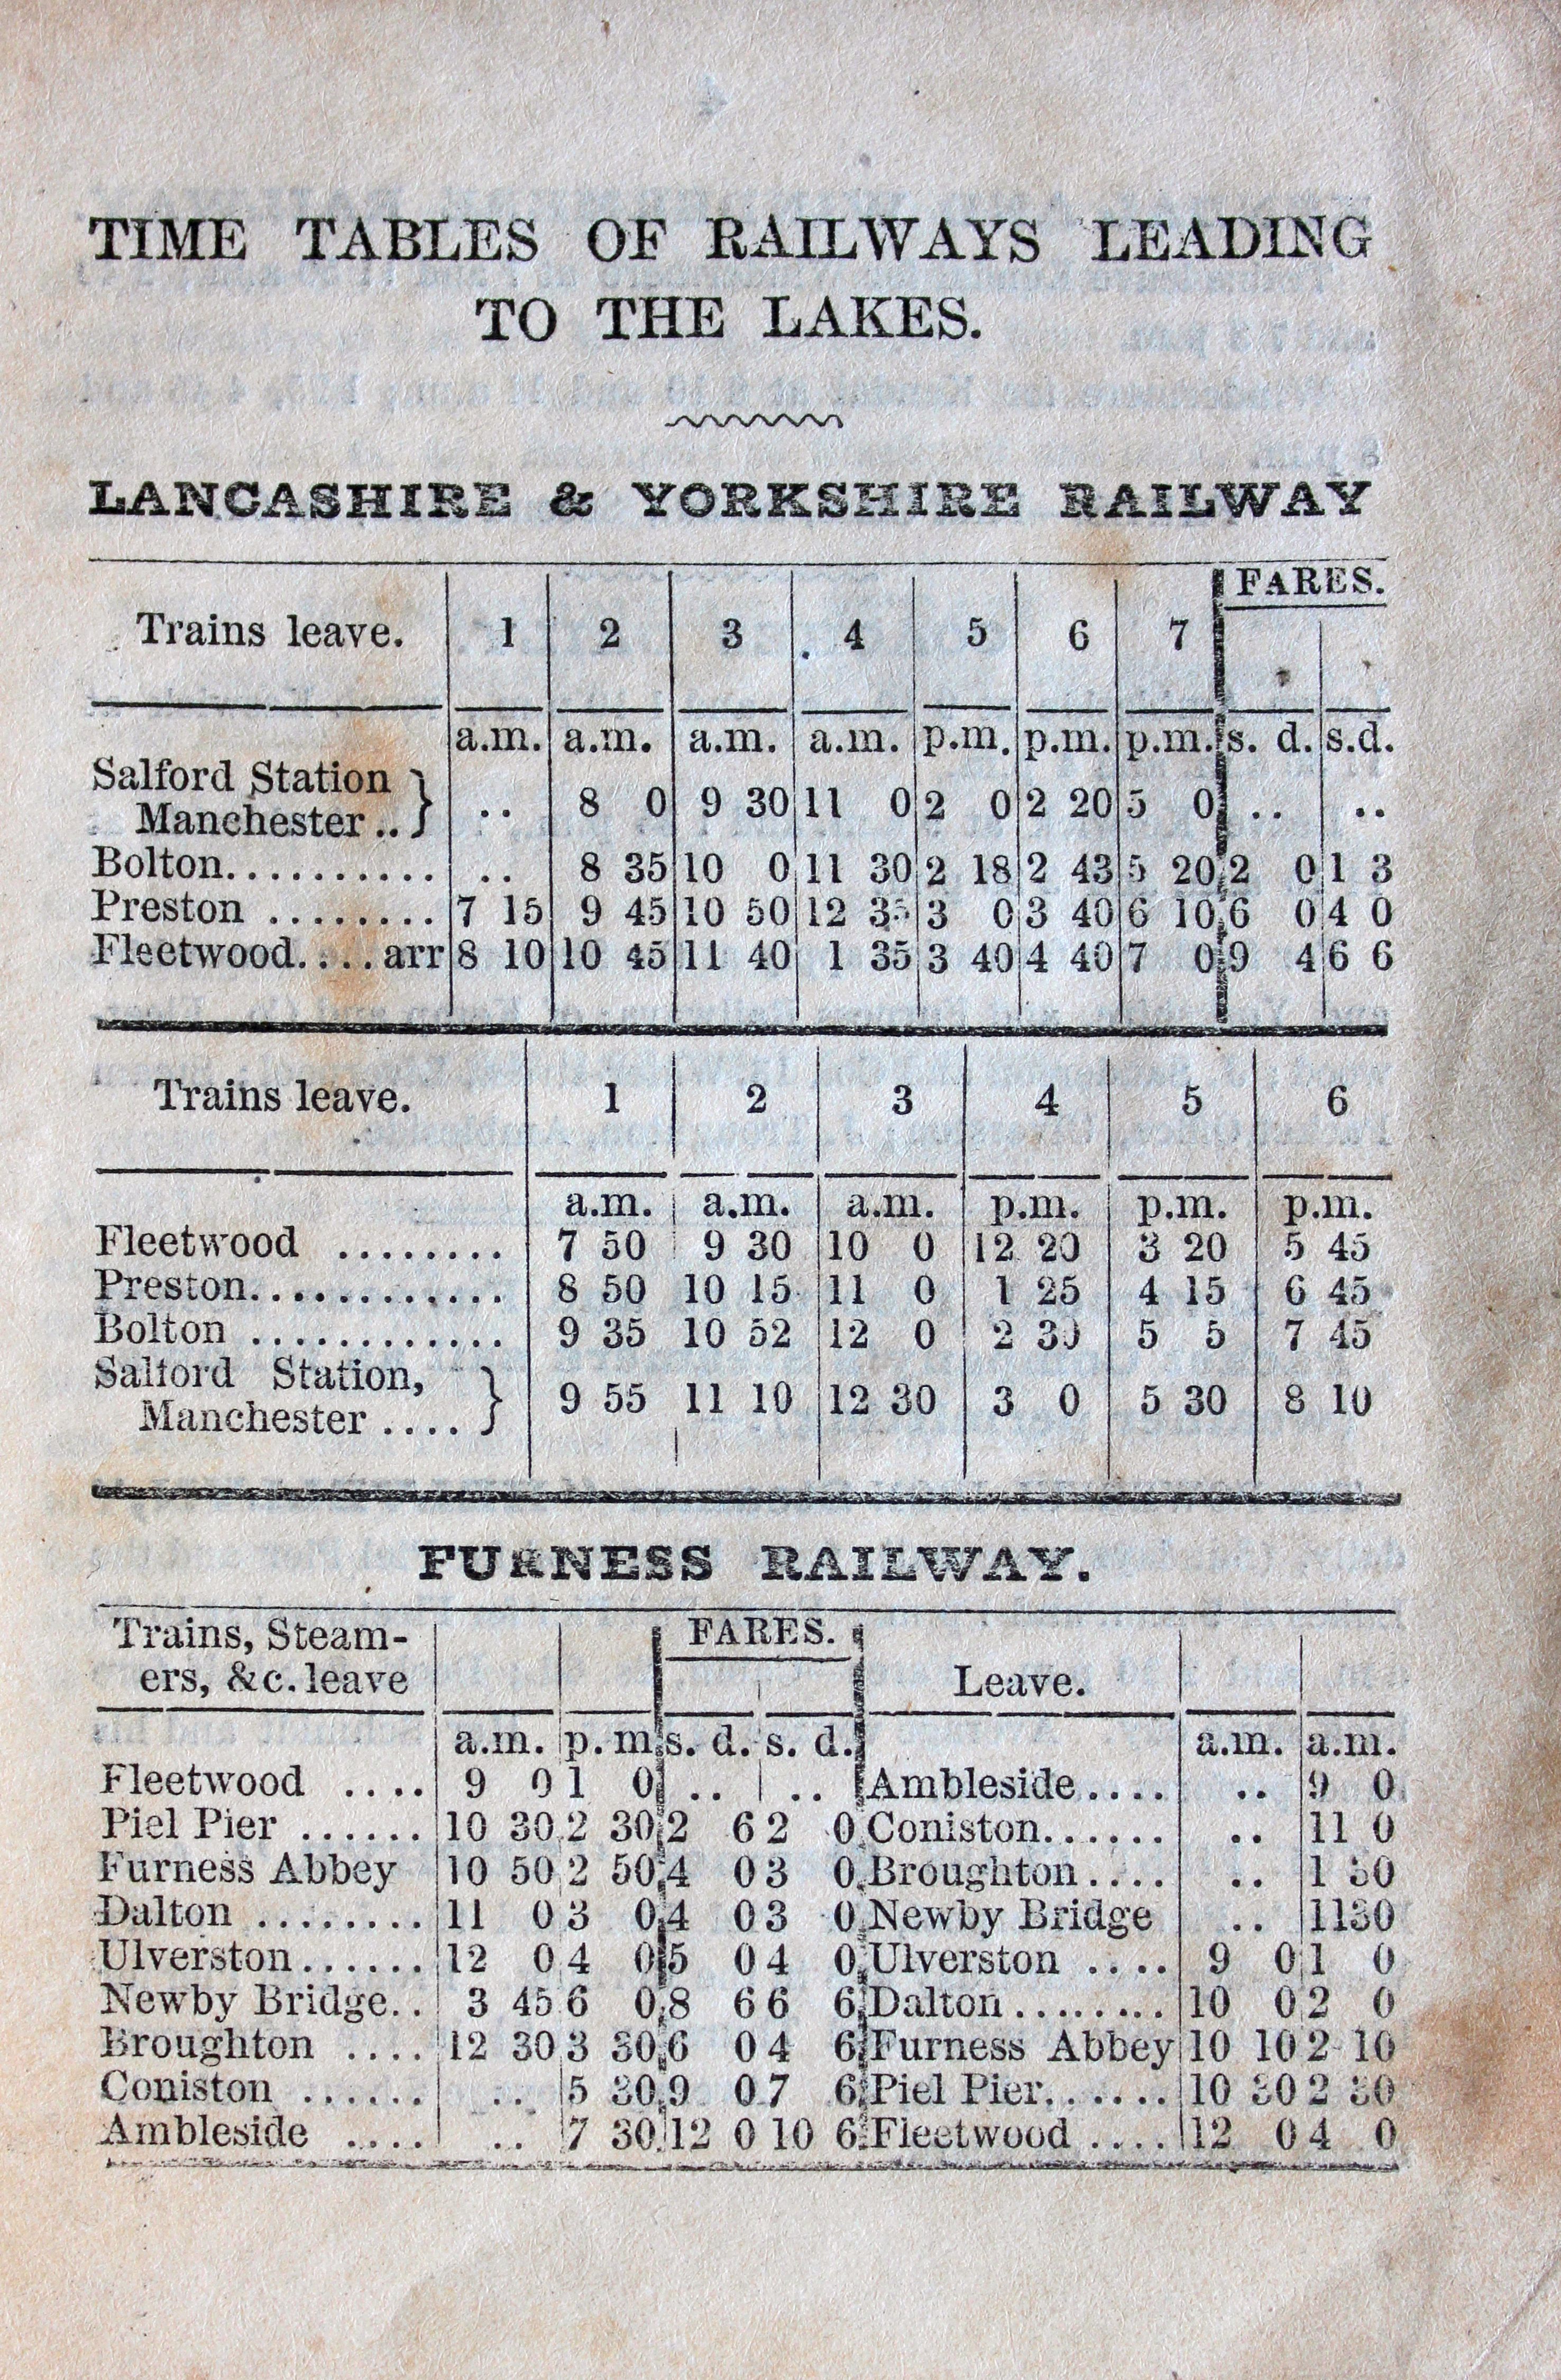 TIME TABLES OF RAILWAYS LEADING
TO THE LAKES.
LANCASHIRE & YORKSHIRE RAILWAY
FARES.
Trains leave. 1 2 3 4 5 6 7
a.m. a.m. a.m. a.m. p.m. p.m. p.m. s. d. s.d.
Salford Station
Manchester .. } .. 8 0 9 30 11 0 2 0 2 20 5 0 .. ..
Bolton.......... .. 8 35 10 0 11 30 2 18 2 43 5 20 2 0 1 3
Preston ........ 7 15 9 45 10 50 12 35 3 0 3 40 6 10 6 0 4 0
Fleetwood.... arr 8 10 10 45 11 40 1 35 3 40 4 40 7 0 9 4 6 6
Trains leave. 1 2 3 4 5 6
a.m. a.m. a.m. p.m. p.m. p.m.
Fleetwood ........ 7 50 9 30 10 0 12 20 3 20 5 45
Preston............ 8 50 10 15 11 0 1 25 4 15 6 45
Bolton ............ 9 35 10 52 12 0 2 30 5 5 7 45
Salford Station,
Manchester .... } 9 55 11 10 12 30 3 0 5 30 8 10
FURNESS RAILWAY.
Trains, Steam- FARES.
ers, &c. leave Leave.
a.m. p. m s. d. s. d. a.m. a.m.
Fleetwood .... 9 0 1 0 .. .. Ambleside.... .. 9 0
Piel Pier ...... 10 30 2 30 2 6 2 0 Coniston...... .. 11 0
Furness Abbey 10 50 2 50 4 0 3 0 Broughton.... .. 1 30
Dalton ........ 11 0 3 0 4 0 3 0 Newby Bridge .. 1130
Ulverston...... 12 0 4 0 5 0 4 0 Ulverston .... 9 0 1 0
Newby Bridge.. 3 45 6 0 8 6 6 6 Dalton........ 10 0 2 0
Broughton .... 12 30 3 30 6 0 4 6 Furness Abbey 10 10 2 10
Coniston ...... .. 5 30 9 0 7 6 Piel Pier...... 10 30 2 30
Ambleside .... .. 7 30 12 0 10 6 Fleetwood .... 12 0 4 0